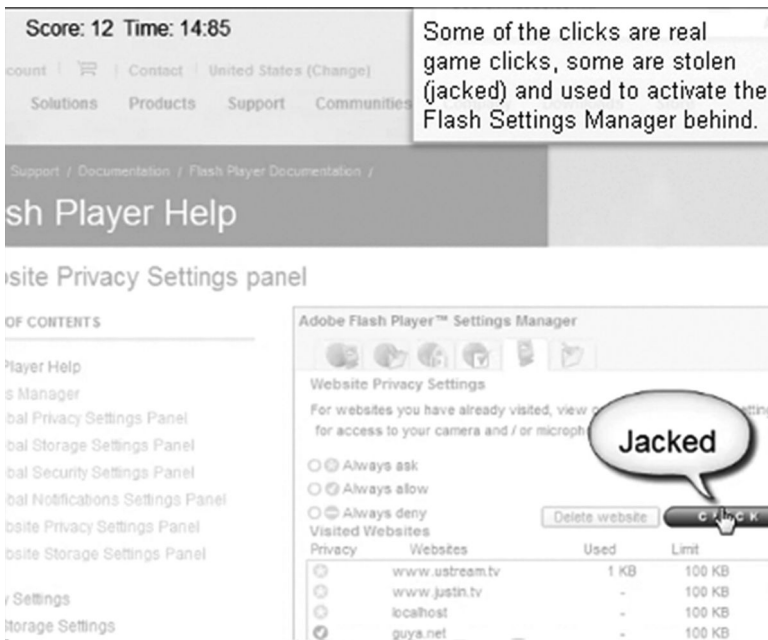 Score: 12 Time: 14:85
Some of the clicks are real
game clicks, some are stolen
(jacked) and used to activate the
Flash Settings Manager behind.
count | | Contact | United States (Change)
Solutions Products Support Communities
Support / Documentation / Flash Player Documentation /
sh Player Help
site Privacy Settings panel
OF CONTENTS
Player Help
s Manager
bal Privacy Settings Panel
bal Storage Settings Panel
bal Security Settings Panel
bal Notifications Settings Panel
bsite Privacy Settings Panel
bsite Storage Settings Panel
y Settings
Storage Settings
Adobe Flash Player™ Settings Manager
Website Privacy Settings
For websites you have already visited, view
for access to your camera and / or microph
Jacked
Always ask
Always allow
Always deny
Delete website
Visited Websites
Privacy Websites Used Limit
www.ustream.tv 1 KB 100 KB
www.justin.tv - 100 KB
localhost - 100 KB
guya.net - 100 KB